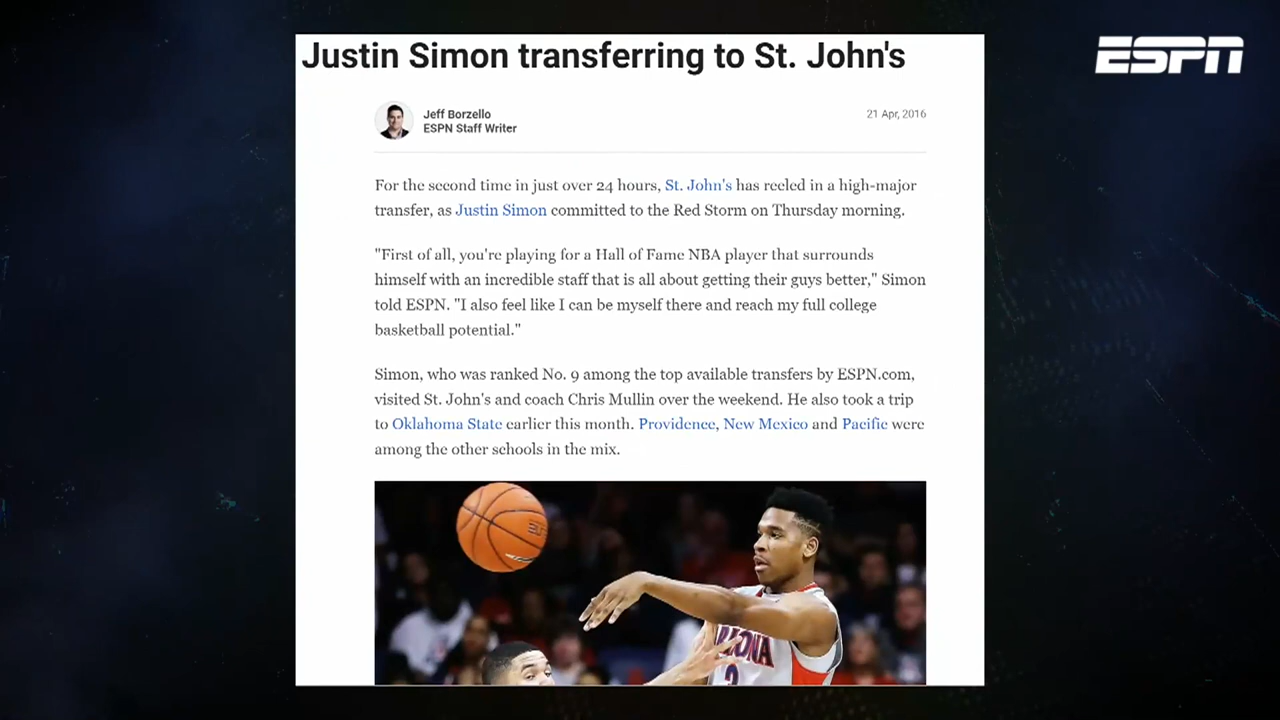 Justin Simon transferring to St. John's
ESPN
Jeff Borzello
ESPN Staff Writer
21 Apr, 2016
For the second time in just over 24 hours, St. John's has reeled in a high-major
transfer, as Justin Simon committed to the Red Storm on Thursday morning.
"First of all, you're playing for a Hall of Fame NBA player that surrounds
himself with an incredible staff that is all about getting their guys better," Simon
told ESPN. "I also feel like I can be myself there and reach my full college
basketball potential."
Simon, who was ranked No. 9 among the top available transfers by ESPN.com,
visited St. John's and coach Chris Mullin over the weekend. He also took a trip
to Oklahoma State earlier this month. Providence, New Mexico and Pacific were
among the other schools in the mix.